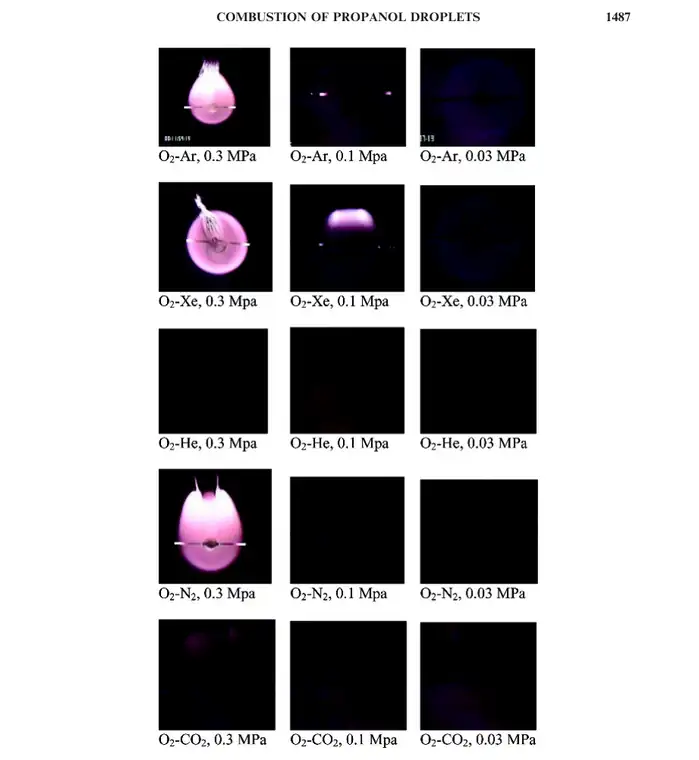 COMBUSTION OF PROPANOL DROPLETS 1487
O₂-Ar, 0.3 MPa O₂-Ar, 0.1 Mpa O₂-Ar, 0.03 MPa
O₂-Xe, 0.3 Mpa O₂-Xe, 0.1 Mpa O₂-Xe, 0.03 MPa
O₂-He, 0.3 Mpa O₂-He, 0.1 Mpa O₂-He, 0.03 MPa
O₂-N₂, 0.3 Mpa O₂-N₂, 0.1 Mpa O₂-N₂, 0.03 MPa
O₂-CO₂, 0.3 MPa O₂-CO₂, 0.1 Mpa O₂-CO₂, 0.03 MPa